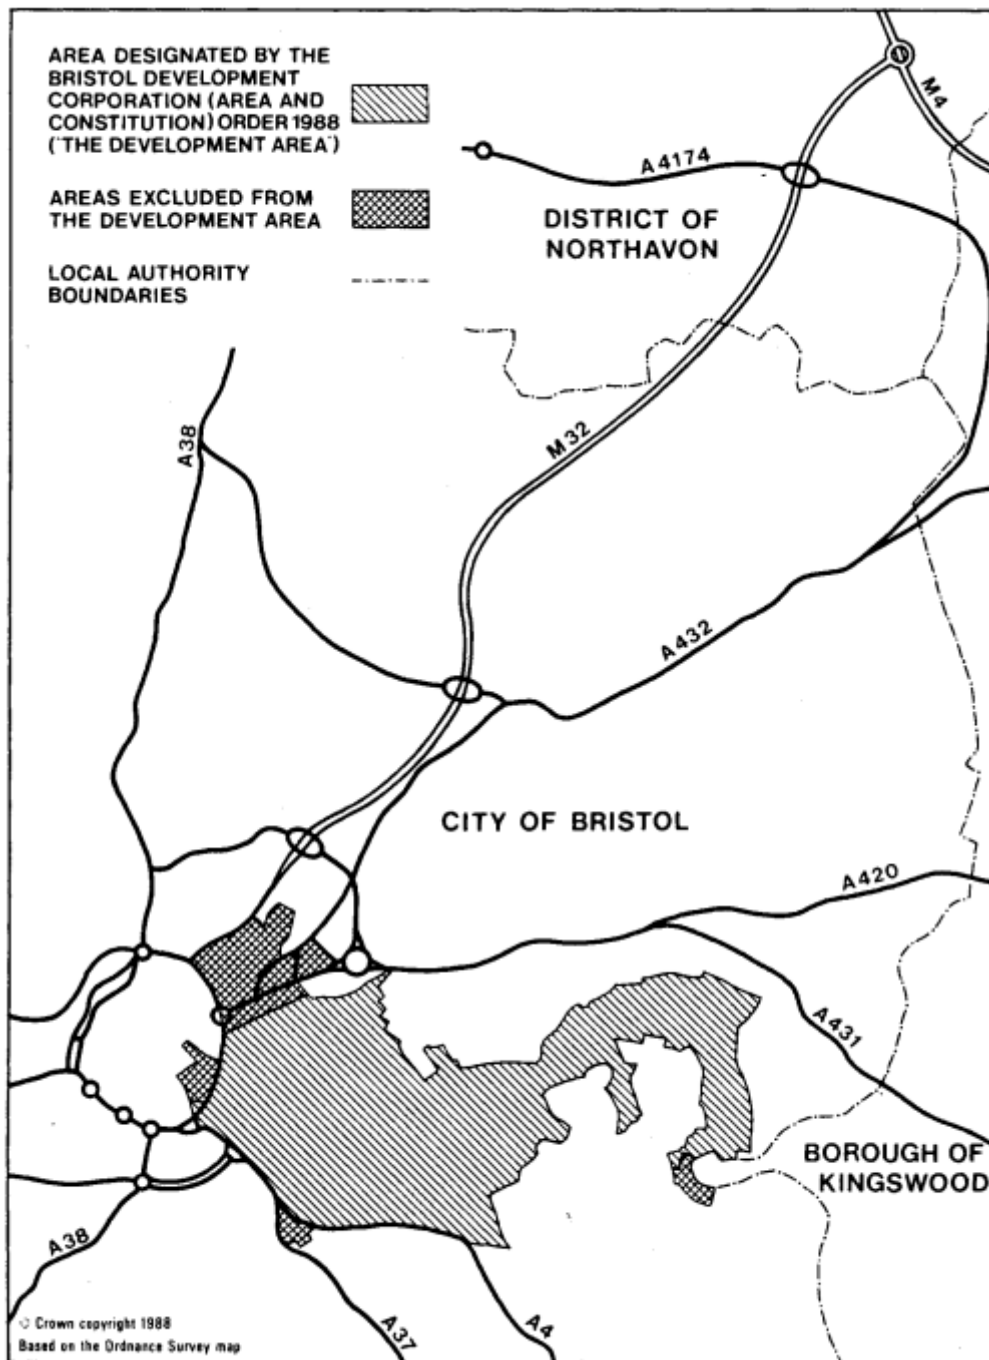 AREA DESIGNATED BY THE
BRISTOL DEVELOPMENT
CORPORATION (AREA AND
CONSTITUTION) ORDER 1988
('THE DEVELOPMENT AREA')
AREAS EXCLUDED FROM
THE DEVELOPMENT AREA
LOCAL AUTHORITY
BOUNDARIES
M4
A4174
DISTRICT OF
NORTHAVON
A38
M32
A432
CITY OF BRISTOL
A420
A431
BOROUGH OF
KINGSWOOD
A38
A37
A4
© Crown copyright 1988
Based on the Ordnance Survey map